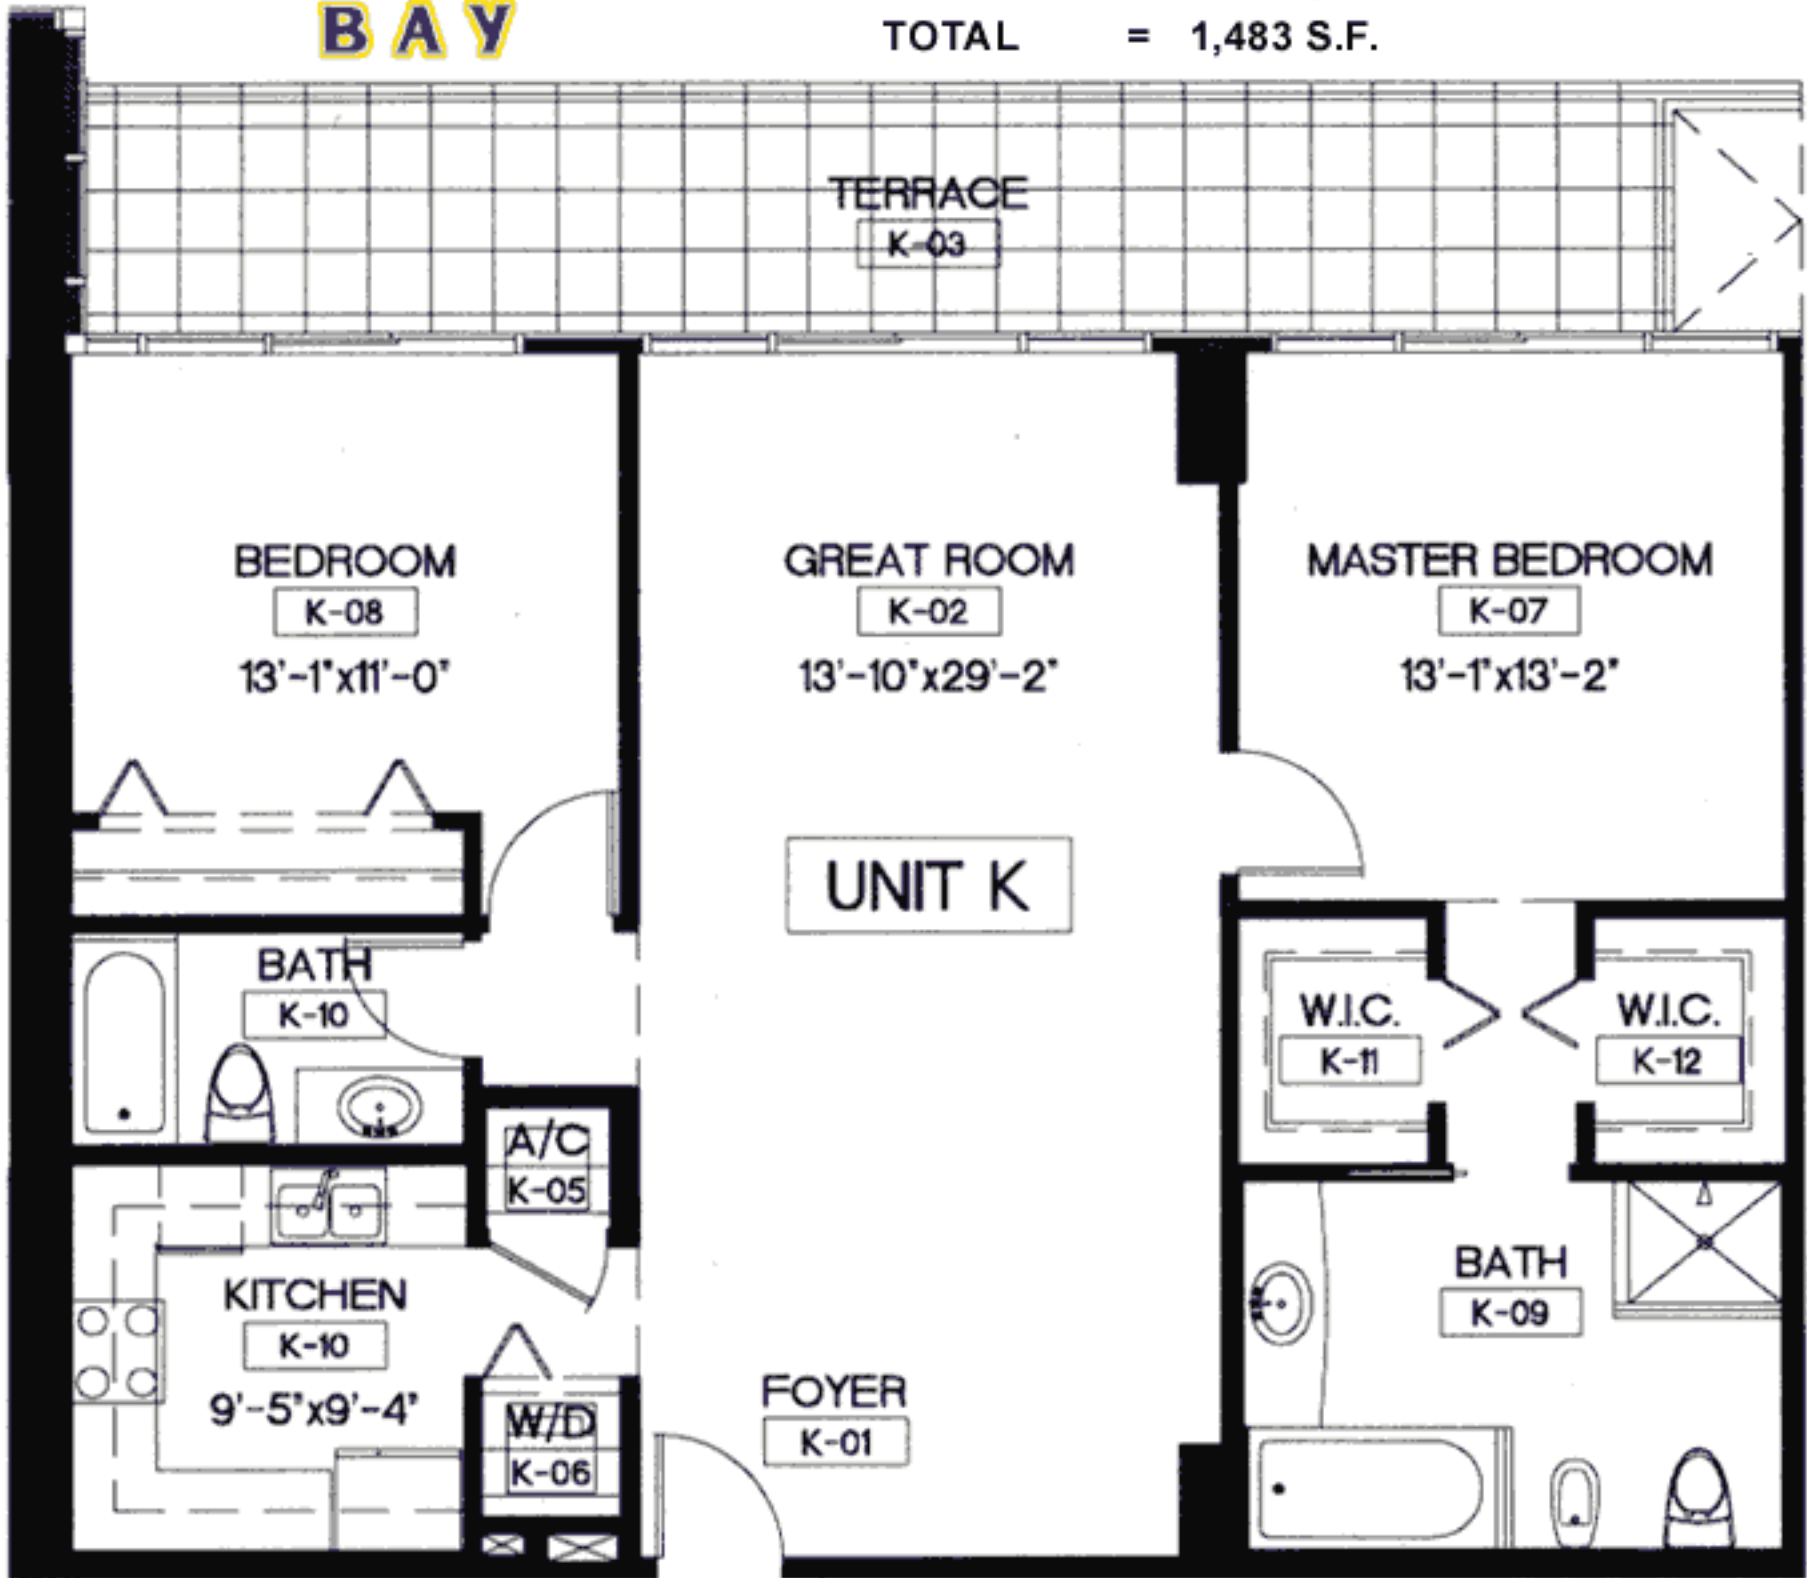 BAY
TOTAL = 1,483 S.F.
TERRACE
K-03
BEDROOM
K-08
13'-1"x11'-0"
GREAT ROOM
K-02
13'-10"x29'-2"
MASTER BEDROOM
K-07
13'-1"x13'-2"
UNIT K
BATH
K-10
W.I.C.
K-11
W.I.C.
K-12
A/C
K-05
KITCHEN
K-10
9'-5"x9'-4"
W/D
K-06
FOYER
K-01
BATH
K-09